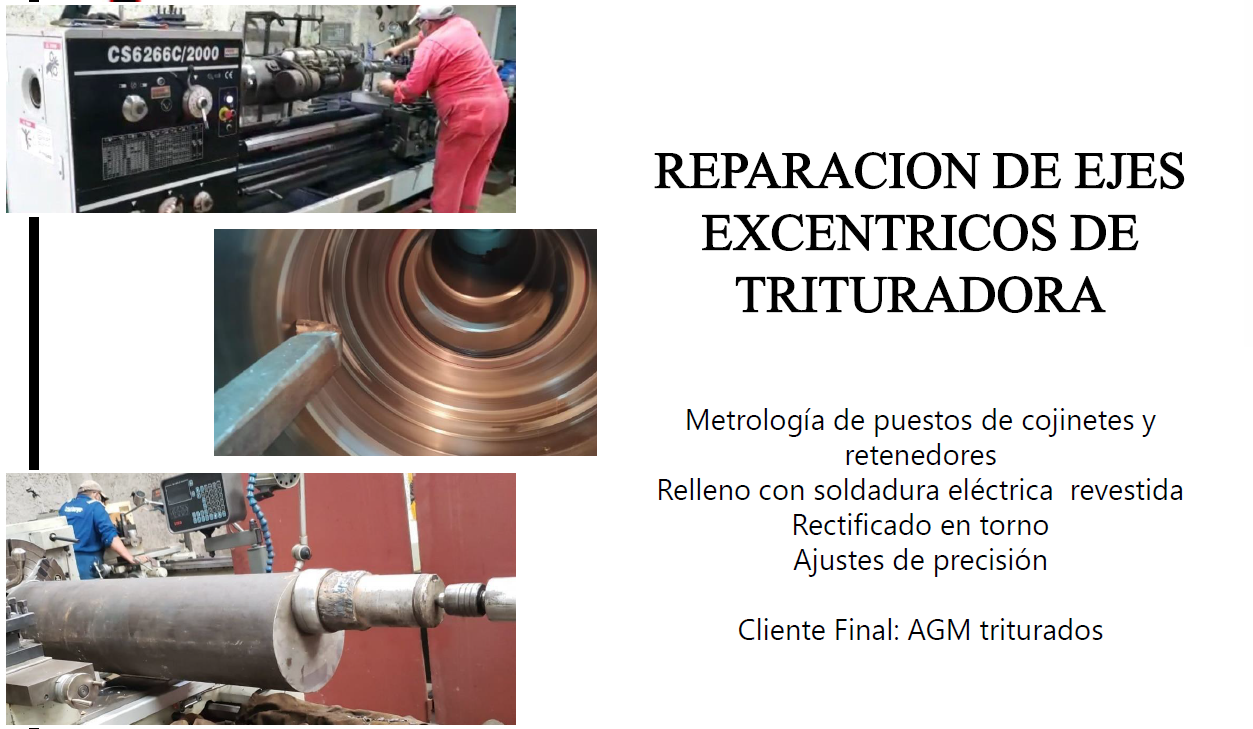 CS6266C/2000
CE
REPARACION DE EJES
EXCENTRICOS DE
TRITURADORA
Metrología de puestos de cojinetes y
retenedores
Relleno con soldadura eléctrica  revestida
Rectificado en torno
Ajustes de precisión
Cliente Final: AGM triturados